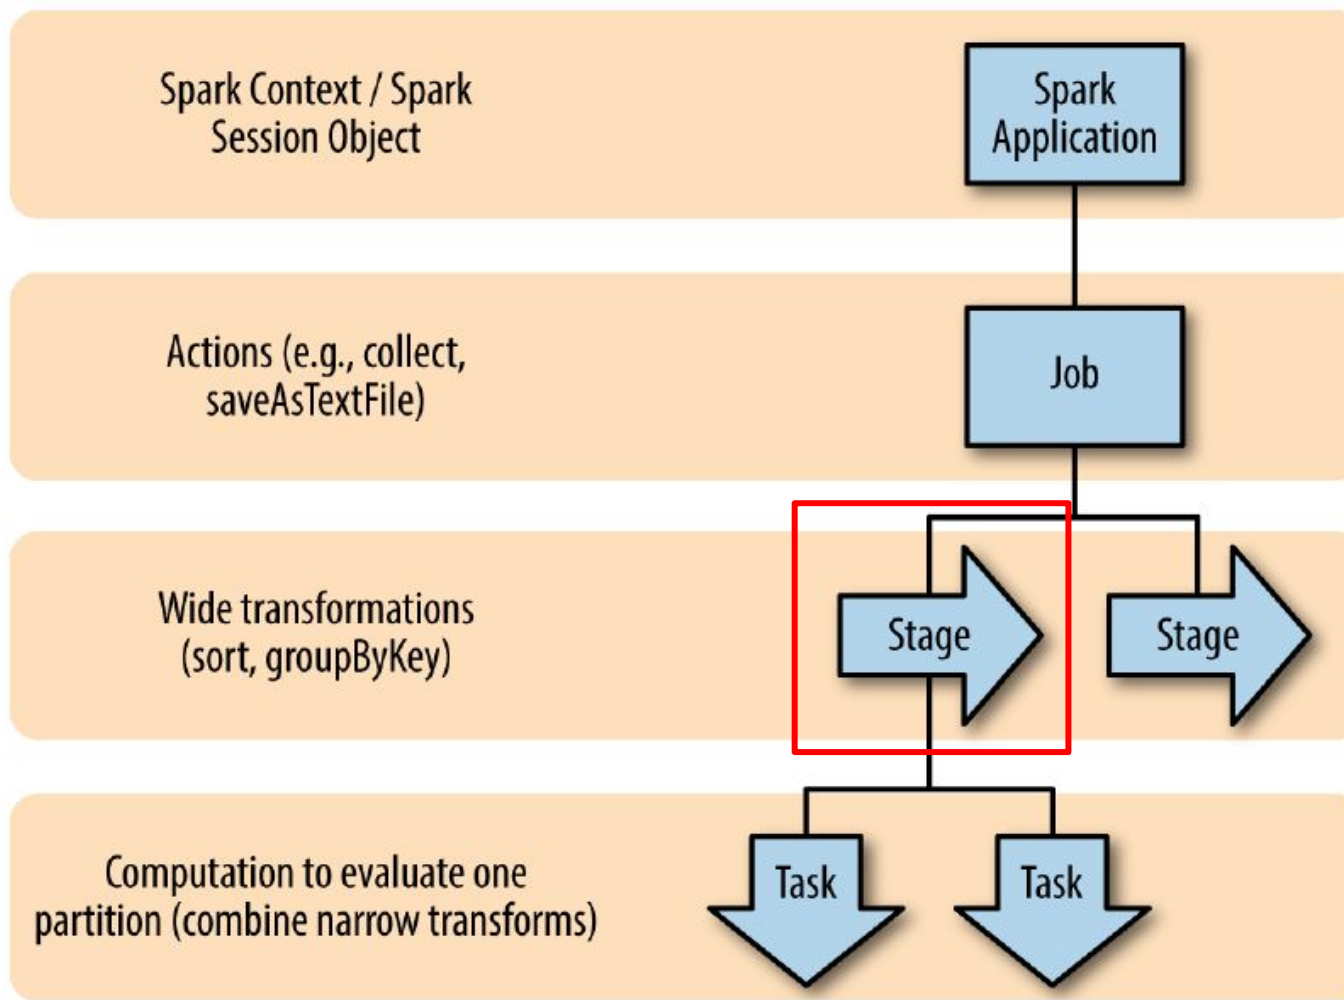 Spark Context / Spark
Session Object
Spark
Application
Actions (e.g., collect,
saveAsTextFile)
Job
Wide transformations
(sort, groupByKey)
Stage
Stage
Computation to evaluate one
partition (combine narrow transforms)
Task
Task